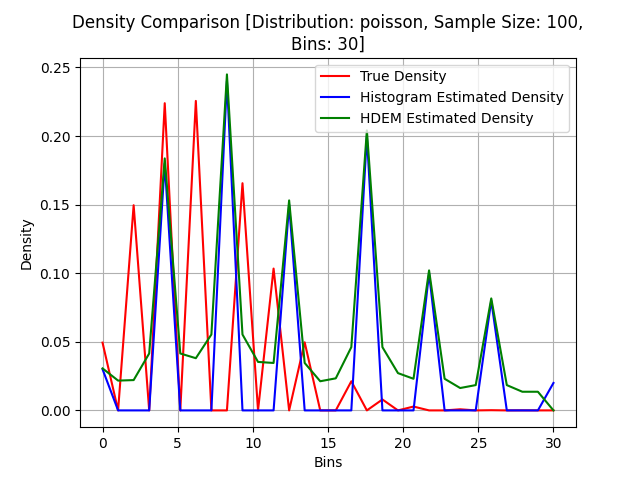 Density Comparison [Distribution: poisson, Sample Size: 100,
Bins: 30]
0.25
0.20
0.15
0.10
0.05
0.00
Density
True Density
Histogram Estimated Density
HDEM Estimated Density
0
5
10
15
20
25
30
Bins